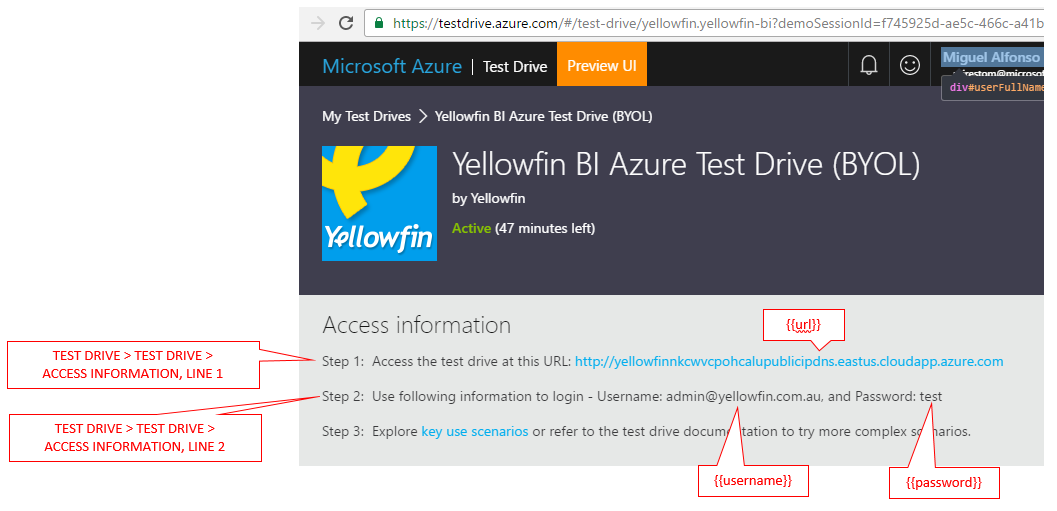 https://testdrive.azure.com/#/test-drive/yellowfin.yellowfin-bi?demoSessionId=f745925d-ae5c-466c-a41b
Microsoft Azure | Test Drive Preview UI
Miguel Alfonso
div#userFullName
My Test Drives > Yellowfin BI Azure Test Drive (BYOL)
Yellowfin
Yellowfin BI Azure Test Drive (BYOL)
by Yellowfin
Active (47 minutes left)
Access information
{{url}}
TEST DRIVE > TEST DRIVE >
ACCESS INFORMATION, LINE 1
Step 1: Access the test drive at this URL: http://yellowfinnkcwvcpohcalupublicipdns.eastus.cloudapp.azure.com
Step 2: Use following information to login - Username: admin@yellowfin.com.au, and Password: test
TEST DRIVE > TEST DRIVE >
ACCESS INFORMATION, LINE 2
Step 3: Explore key use scenarios or refer to the test drive documentation to try more complex scenarios.
{{username}}
{{password}}